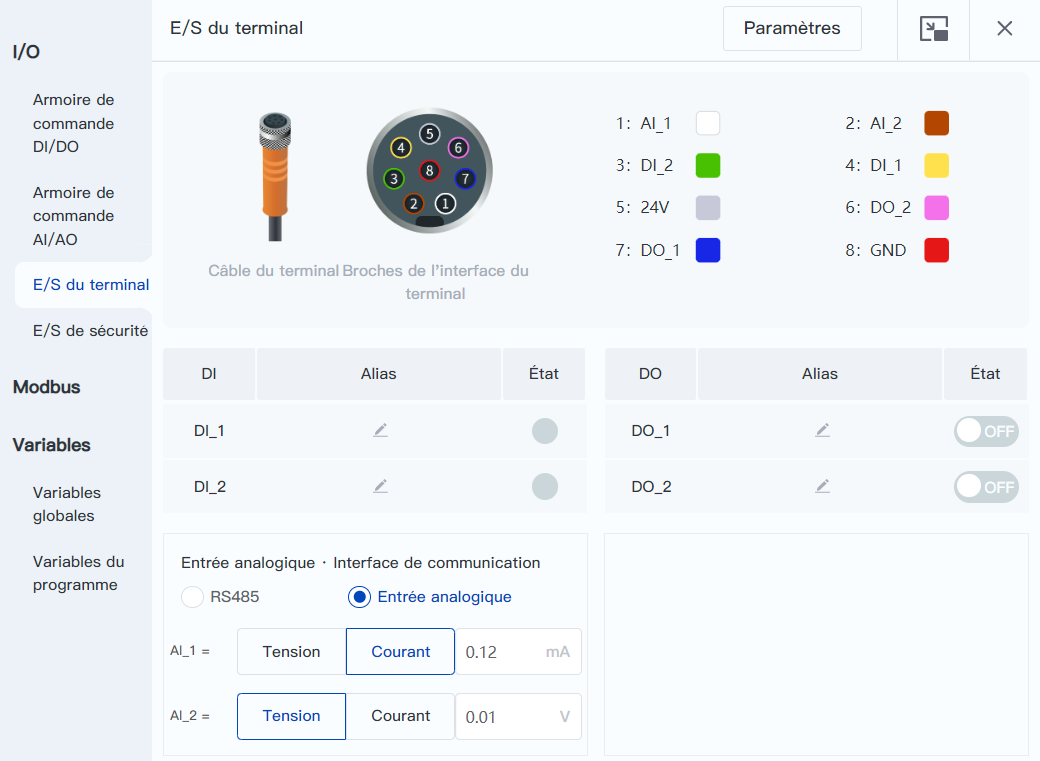 I/O
Armoire de
commande
DI/DO
Armoire de
commande
AI/AO
E/S du terminal
E/S de sécurité
Modbus
Variables
Variables
globales
Variables du
programme
E/S du terminal
Paramètres
5
4
6
8
3
7
2
1
Câble du terminal
Broches de l'interface du
terminal
1: AI_1
2: AI_2
3: DI_2
4: DI_1
5: 24V
6: DO_2
7: DO_1
8: GND
DI Alias État
DI_1
DI_2
DO Alias État
DO_1 OFF
DO_2 OFF
Entrée analogique · Interface de communication
RS485 Entrée analogique
AI_1 = Tension Courant 0.12 mA
AI_2 = Tension Courant 0.01 V